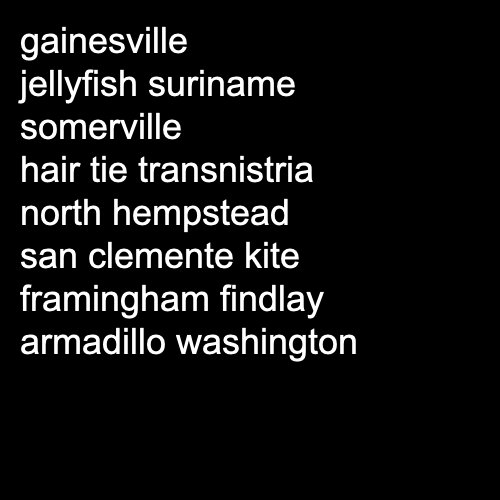 gainesville
jellyfish suriname
somerville
hair tie transnistria
north hempstead
san clemente kite
framingham findlay
armadillo washington